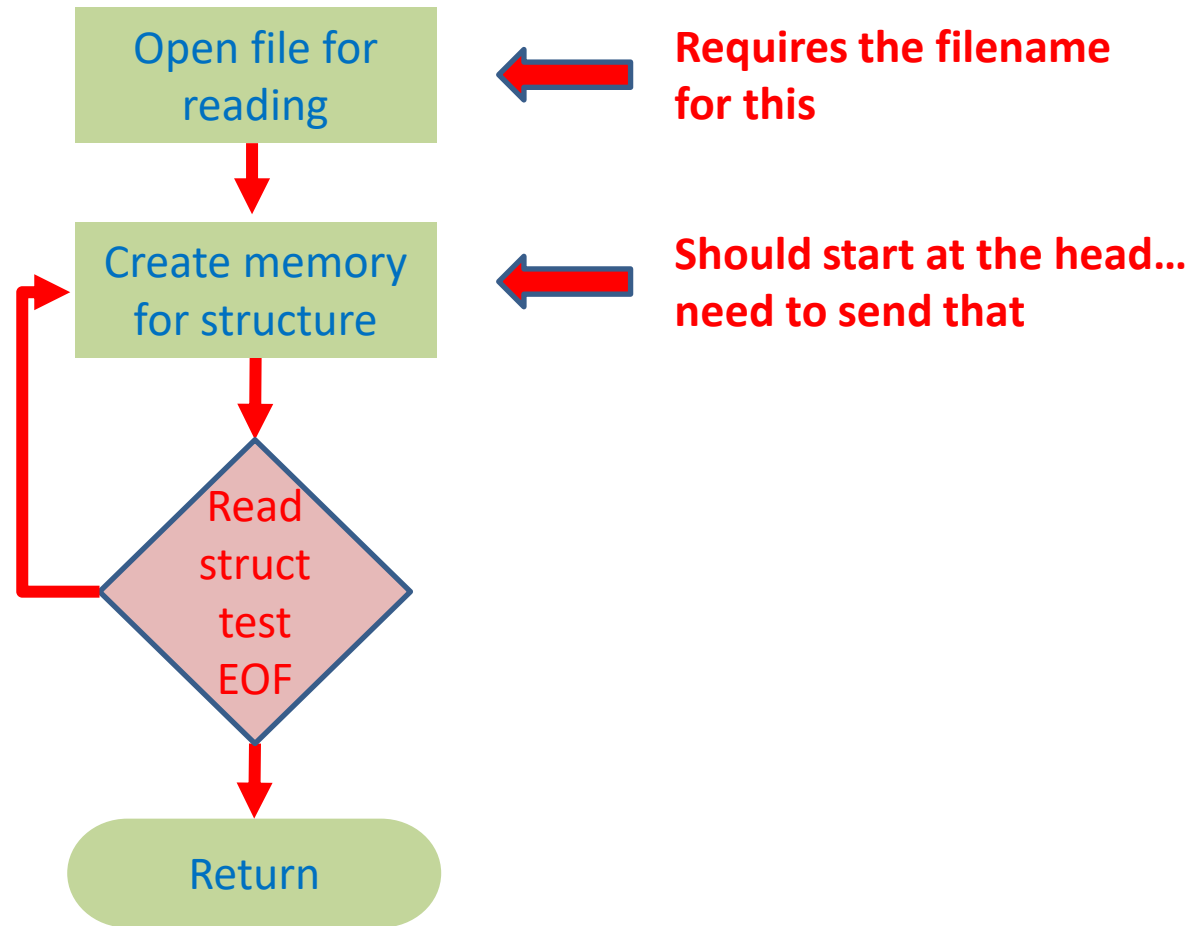 Open file for
reading
Requires the filename
for this
Create memory
for structure
Should start at the head…
need to send that
Read
struct
test
EOF
Return